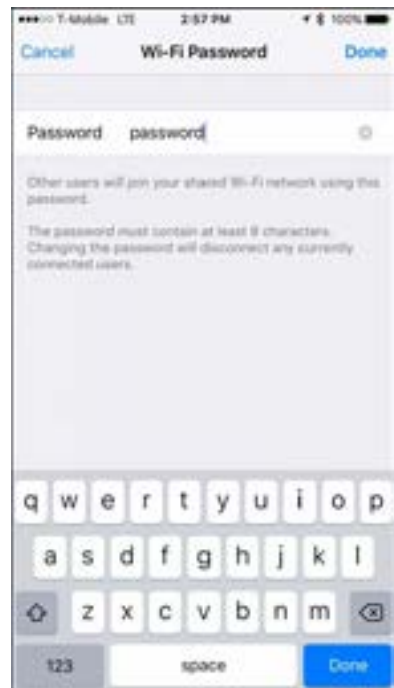 T-Mobile LTE 2:57 PM 100%
Cancel Wi-Fi Password Done
Password password
Other users will join your shared Wi-Fi network using this
password.
The password must contain at least 8 characters.
Changing the password will disconnect any currently
connected users.
q w e r t y u i o p
a s d f g h j k l
z x c v b n m
123 space Done